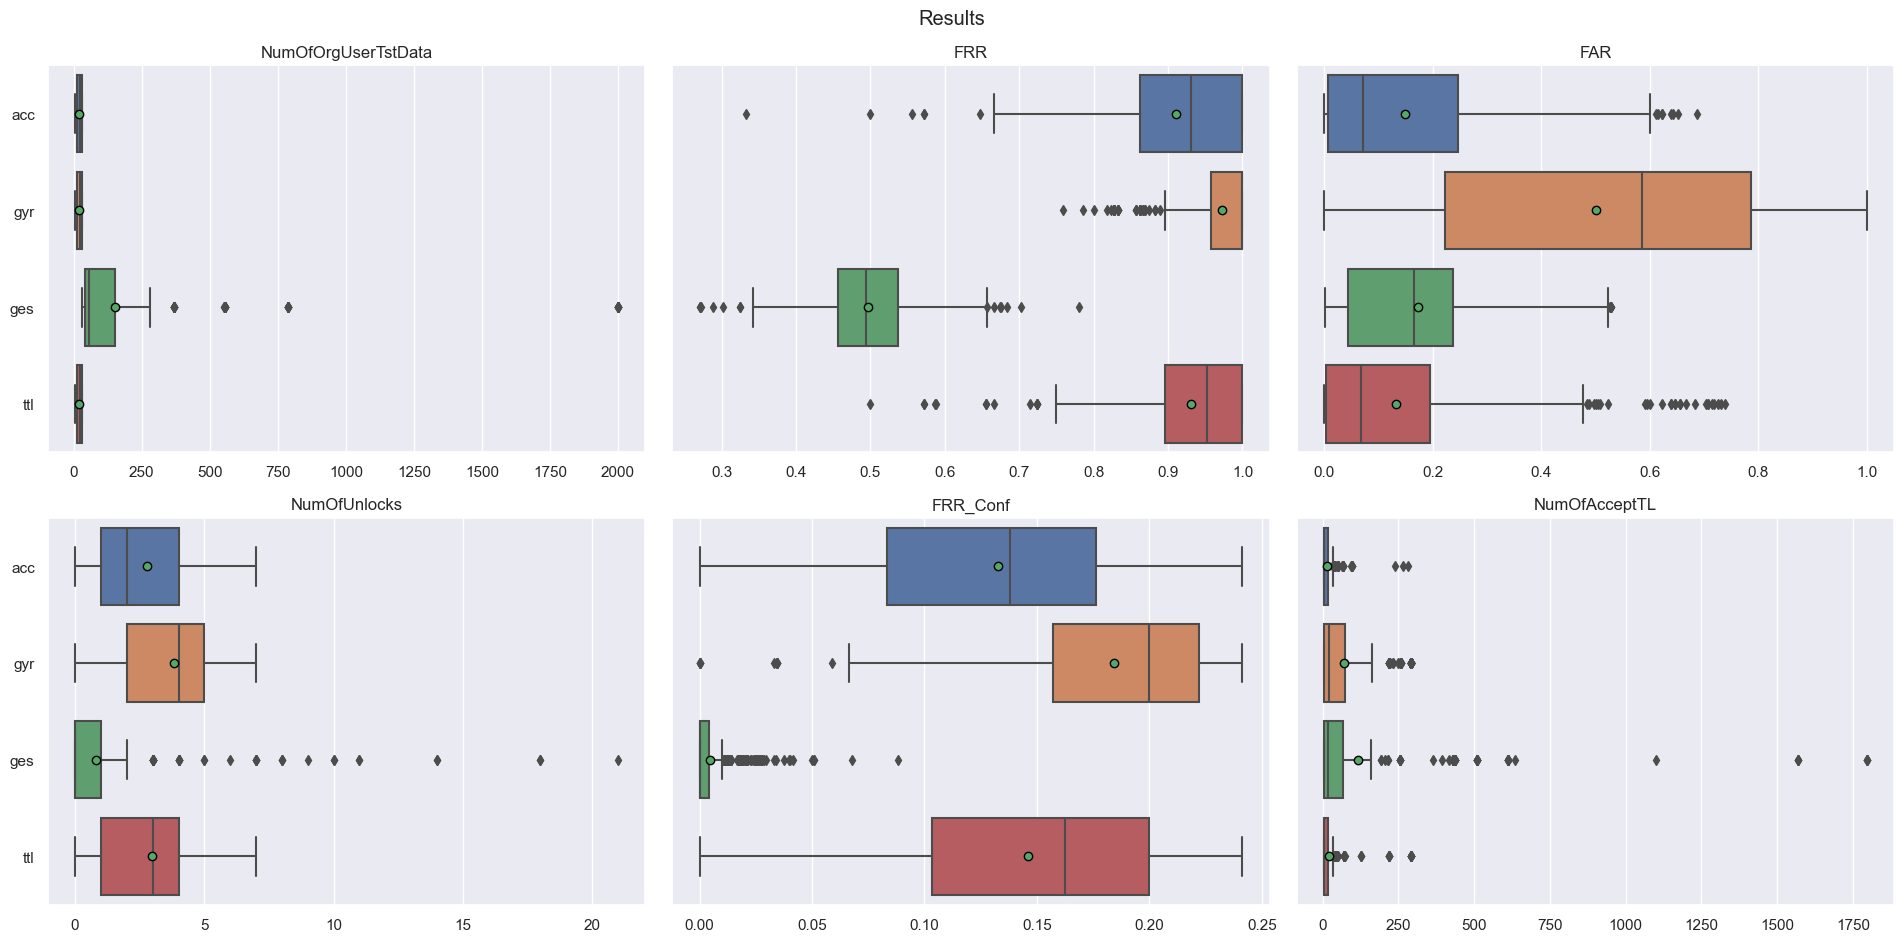 Results
NumOfOrgUserTstData
FRR
FAR
acc
gyr
ges
ttl
0 250 500 750 1000 1250 1500 1750 2000
0.3 0.4 0.5 0.6 0.7 0.8 0.9 1.0
0.0 0.2 0.4 0.6 0.8 1.0
NumOfUnlocks
FRR_Conf
NumOfAcceptTL
acc
gyr
ges
ttl
0 5 10 15 20
0.00 0.05 0.10 0.15 0.20 0.25
0 250 500 750 1000 1250 1500 1750